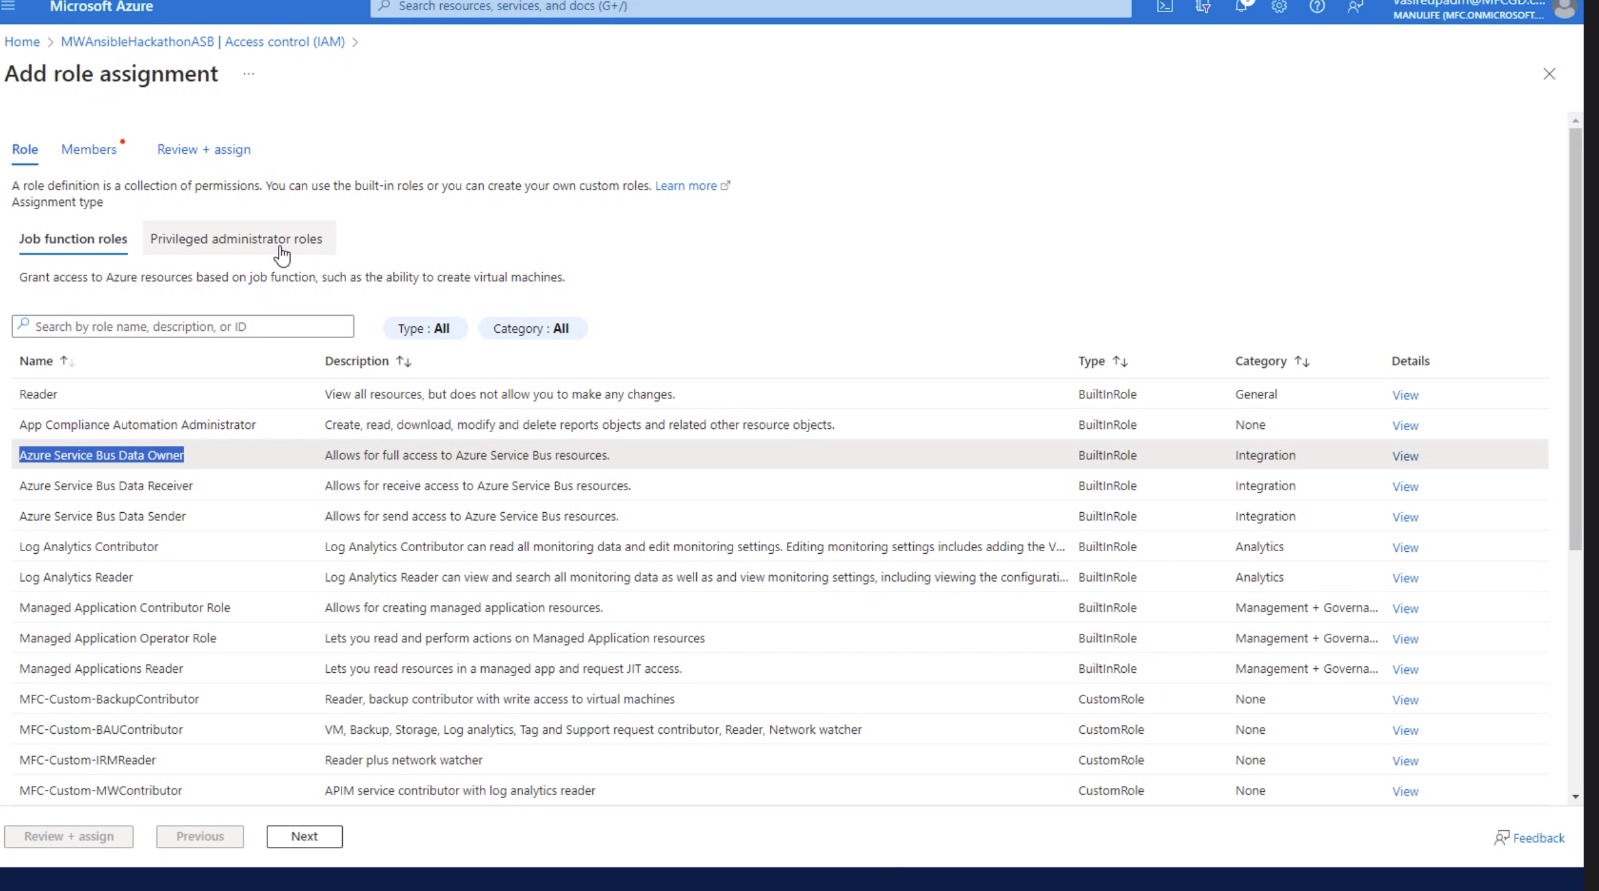 Microsoft Azure
Search resources, services, and docs (G+/)
MANULIFE (MFC.ONMICROSOFT....
Home > MWAnsibleHackathonASB | Access control (IAM) >
Add role assignment ...
Role Members Review + assign
A role definition is a collection of permissions. You can use the built-in roles or you can create your own custom roles. Learn more
Assignment type
Job function roles Privileged administrator roles
Grant access to Azure resources based on job function, such as the ability to create virtual machines.
Search by role name, description, or ID Type : All Category : All
Name Description Type Category Details
Reader View all resources, but does not allow you to make any changes. BuiltInRole General View
App Compliance Automation Administrator Create, read, download, modify and delete reports objects and related other resource objects. BuiltInRole None View
Azure Service Bus Data Owner Allows for full access to Azure Service Bus resources. BuiltInRole Integration View
Azure Service Bus Data Receiver Allows for receive access to Azure Service Bus resources. BuiltInRole Integration View
Azure Service Bus Data Sender Allows for send access to Azure Service Bus resources. BuiltInRole Integration View
Log Analytics Contributor Log Analytics Contributor can read all monitoring data and edit monitoring settings. Editing monitoring settings includes adding the V... BuiltInRole Analytics View
Log Analytics Reader Log Analytics Reader can view and search all monitoring data as well as and view monitoring settings, including viewing the configurati... BuiltInRole Analytics View
Managed Application Contributor Role Allows for creating managed application resources. BuiltInRole Management + Governa... View
Managed Application Operator Role Lets you read and perform actions on Managed Application resources BuiltInRole Management + Governa... View
Managed Applications Reader Lets you read resources in a managed app and request JIT access. BuiltInRole Management + Governa... View
MFC-Custom-BackupContributor Reader, backup contributor with write access to virtual machines CustomRole None View
MFC-Custom-BAUContributor VM, Backup, Storage, Log analytics, Tag and Support request contributor, Reader, Network watcher CustomRole None View
MFC-Custom-IRMReader Reader plus network watcher CustomRole None View
MFC-Custom-MWContributor APIM service contributor with log analytics reader CustomRole None View
Review + assign Previous Next Feedback